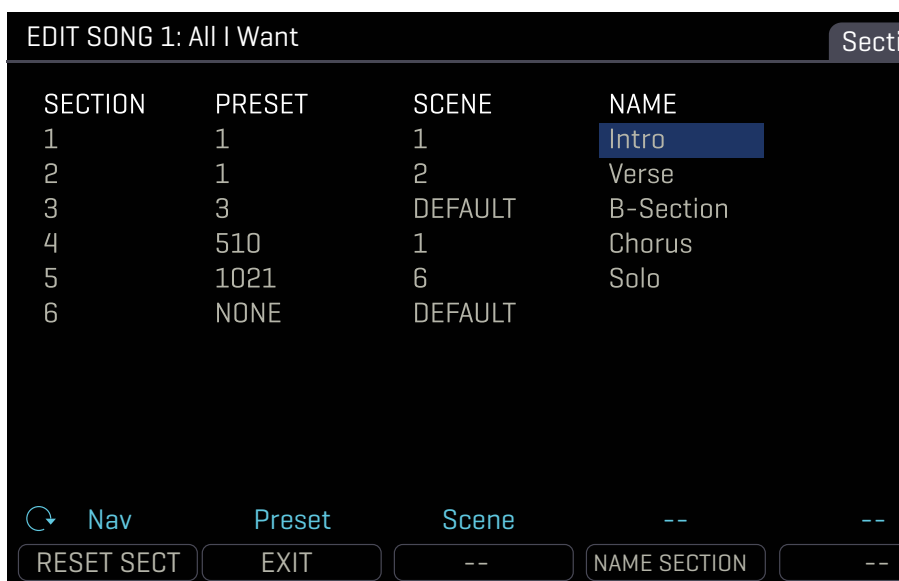 EDIT SONG 1: All I Want Secti
SECTION PRESET SCENE NAME
1 1 1 Intro
2 1 2 Verse
3 3 DEFAULT B-Section
4 510 1 Chorus
5 1021 6 Solo
6 NONE DEFAULT
Nav Preset Scene -- --
RESET SECT EXIT -- NAME SECTION --